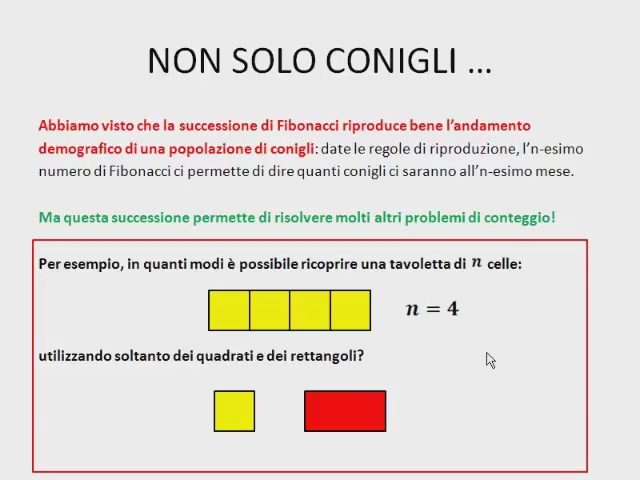 NON SOLO CONIGLI ...
Abbiamo visto che la successione di Fibonacci riproduce bene l’andamento
demografico di una popolazione di conigli: date le regole di riproduzione, l’n-esimo
numero di Fibonacci ci permette di dire quanti conigli ci saranno all’n-esimo mese.
Ma questa successione permette di risolvere molti altri problemi di conteggio!
Per esempio, in quanti modi è possibile ricoprire una tavoletta di n celle:
n = 4
utilizzando soltanto dei quadrati e dei rettangoli?